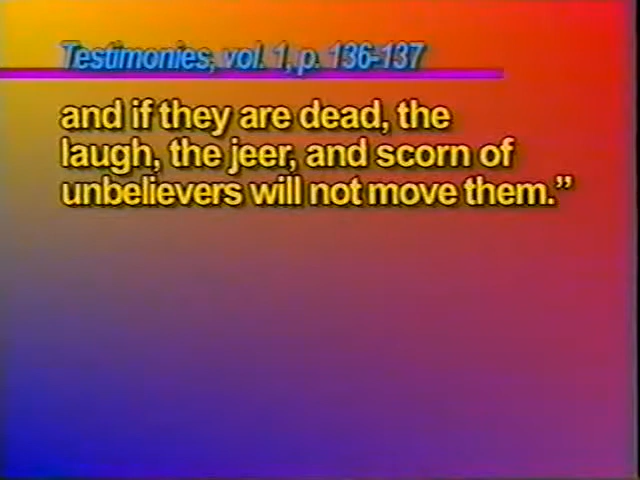 Testimonies, vol. 1, p. 136-137
and if they are dead, the
laugh, the jeer, and scorn of
unbelievers will not move them.”